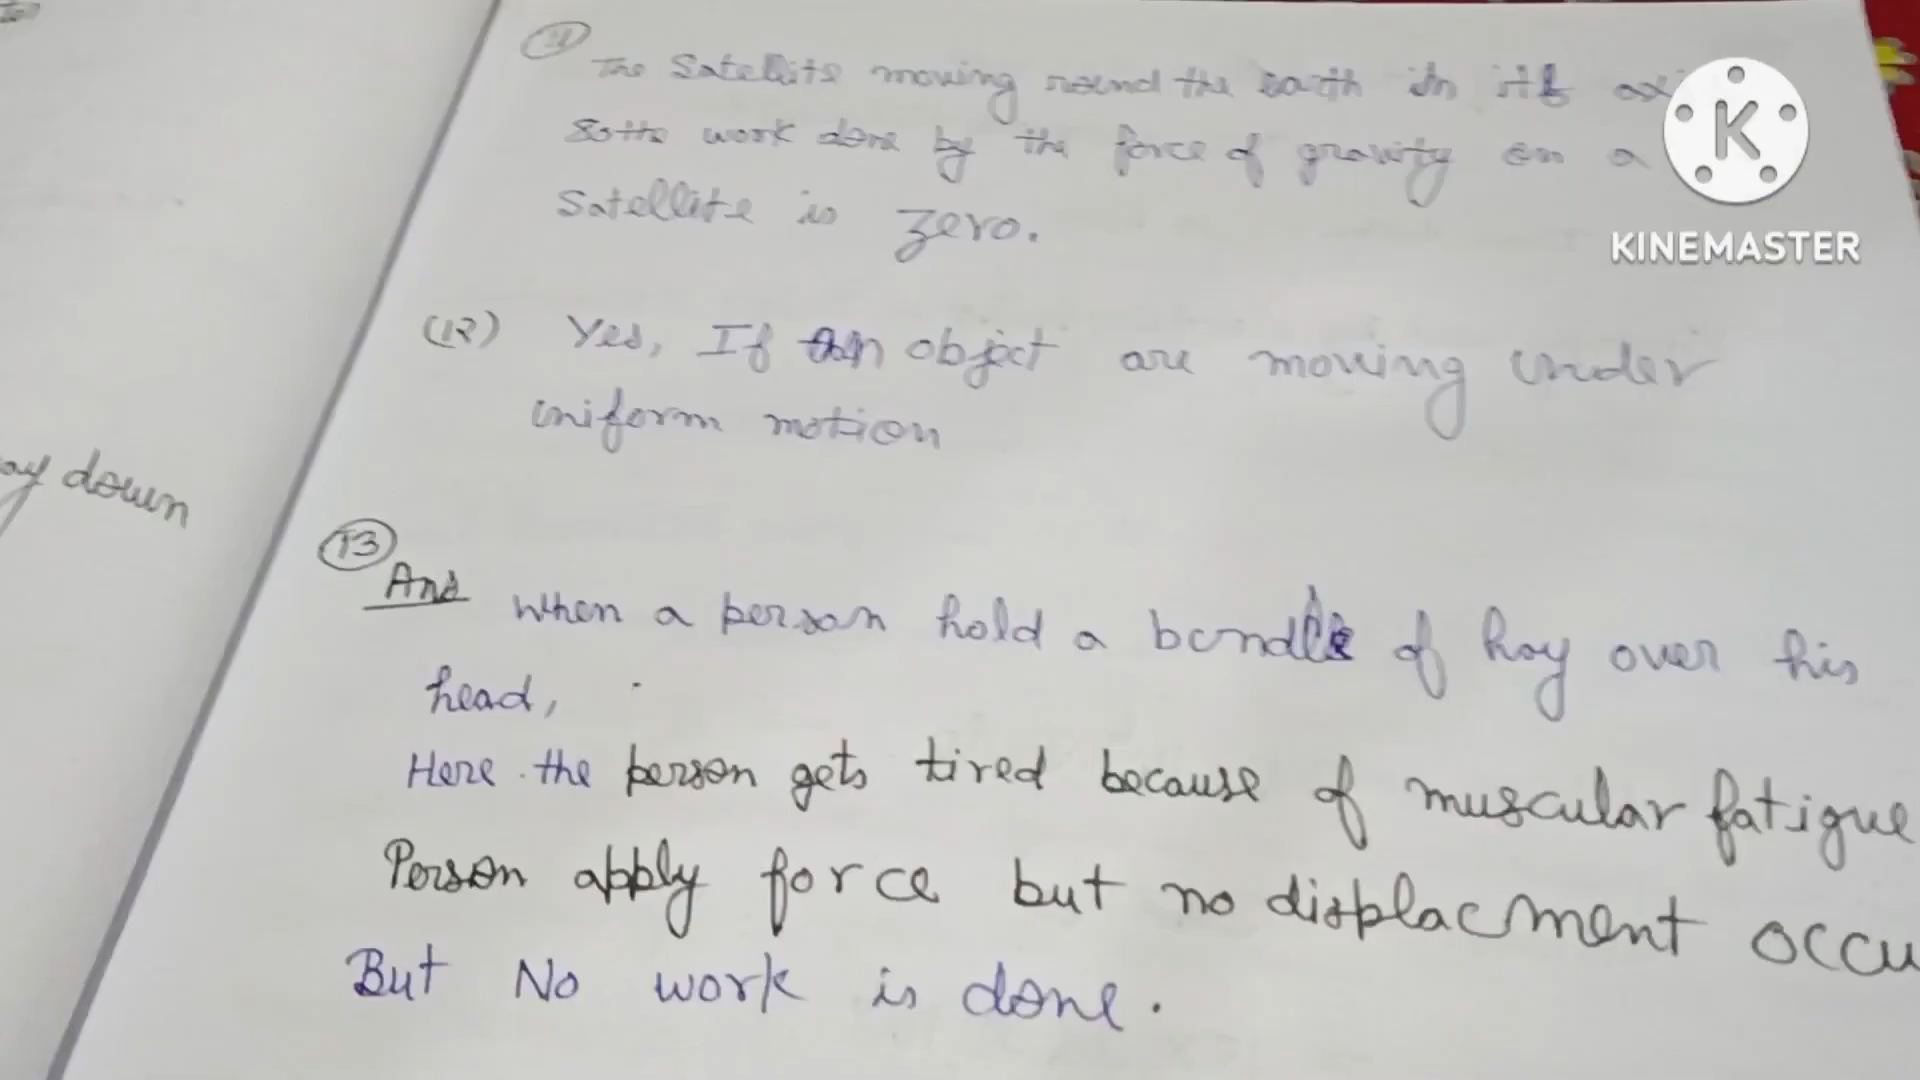 11
The Satellite moving round the earth in its
So the work done by the force of gravity on a
Satellite is zero.
(12) Yes, If an object are moving under
uniform motion
ay down
13
Ans When a person hold a bundle of hay over his
head,
Here the person gets tired because of muscular fatigue
Person apply force but no displacment occu
But No work is done.
KINEMASTER